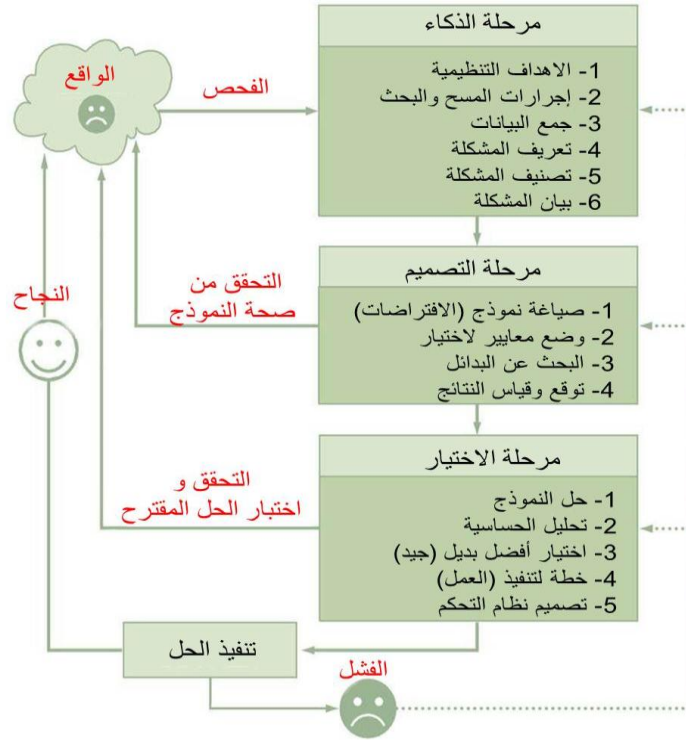 مرحلة الذكاء
1- الاهداف التنظيمية
2- إجرارات المسح والبحث
3- جمع البيانات
4- تعريف المشكلة
5- تصنيف المشكلة
6- بيان المشكلة
الواقع
الفحص
مرحلة التصميم
1- صياغة نموذج (الافتراضات)
2- وضع معايير لاختيار
3- البحث عن البدائل
4- توقع وقياس النتائج
التحقق من
صحة النموذج
النجاح
مرحلة الاختيار
1- حل النموذج
2- تحليل الحساسية
3- اختيار أفضل بديل (جيد)
4- خطة لتنفيذ (العمل)
5- تصميم نظام التحكم
التحقق و
اختبار الحل المقترح
تنفيذ الحل
الفشل